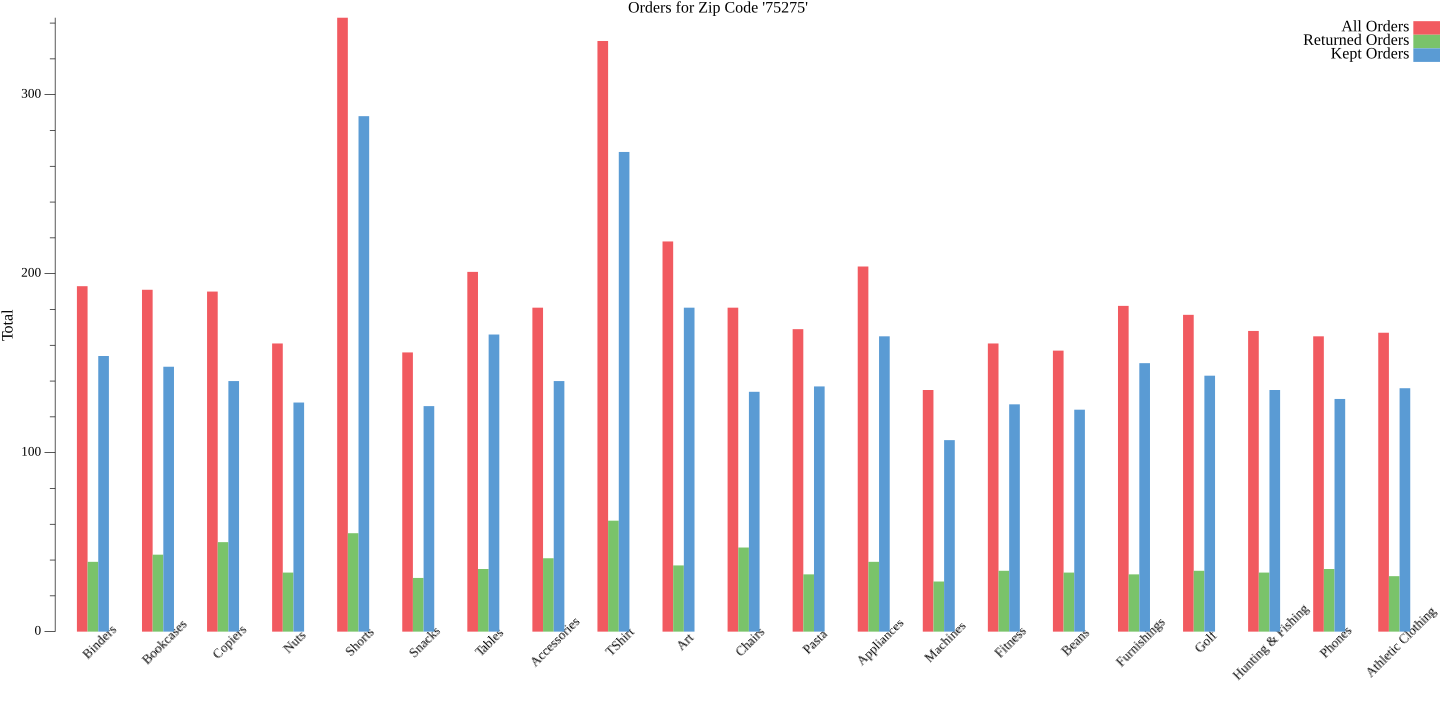 Orders for Zip Code '75275'
All Orders
Returned Orders
Kept Orders
300
200
100
0
Total
Binders
Bookcases
Copiers
Nuts
Shorts
Snacks
Tables
Accessories
TShirt
Art
Chairs
Pasta
Appliances
Machines
Fitness
Beans
Furnishings
Golf
Hunting & Fishing
Phones
Athletic Clothing